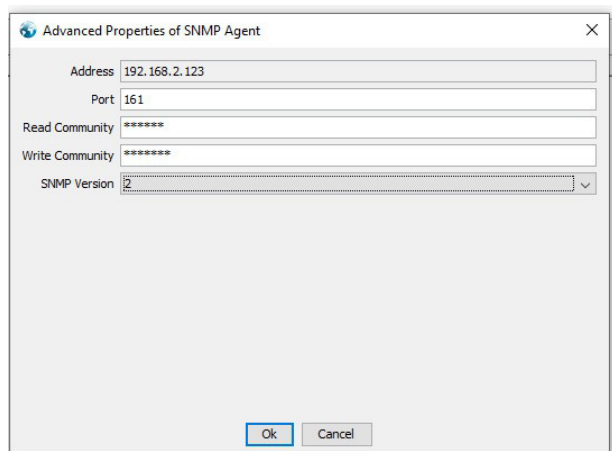 Advanced Properties of SNMP Agent
Address 192.168.2.123
Port 161
Read Community ******
Write Community *******
SNMP Version 2
Ok Cancel